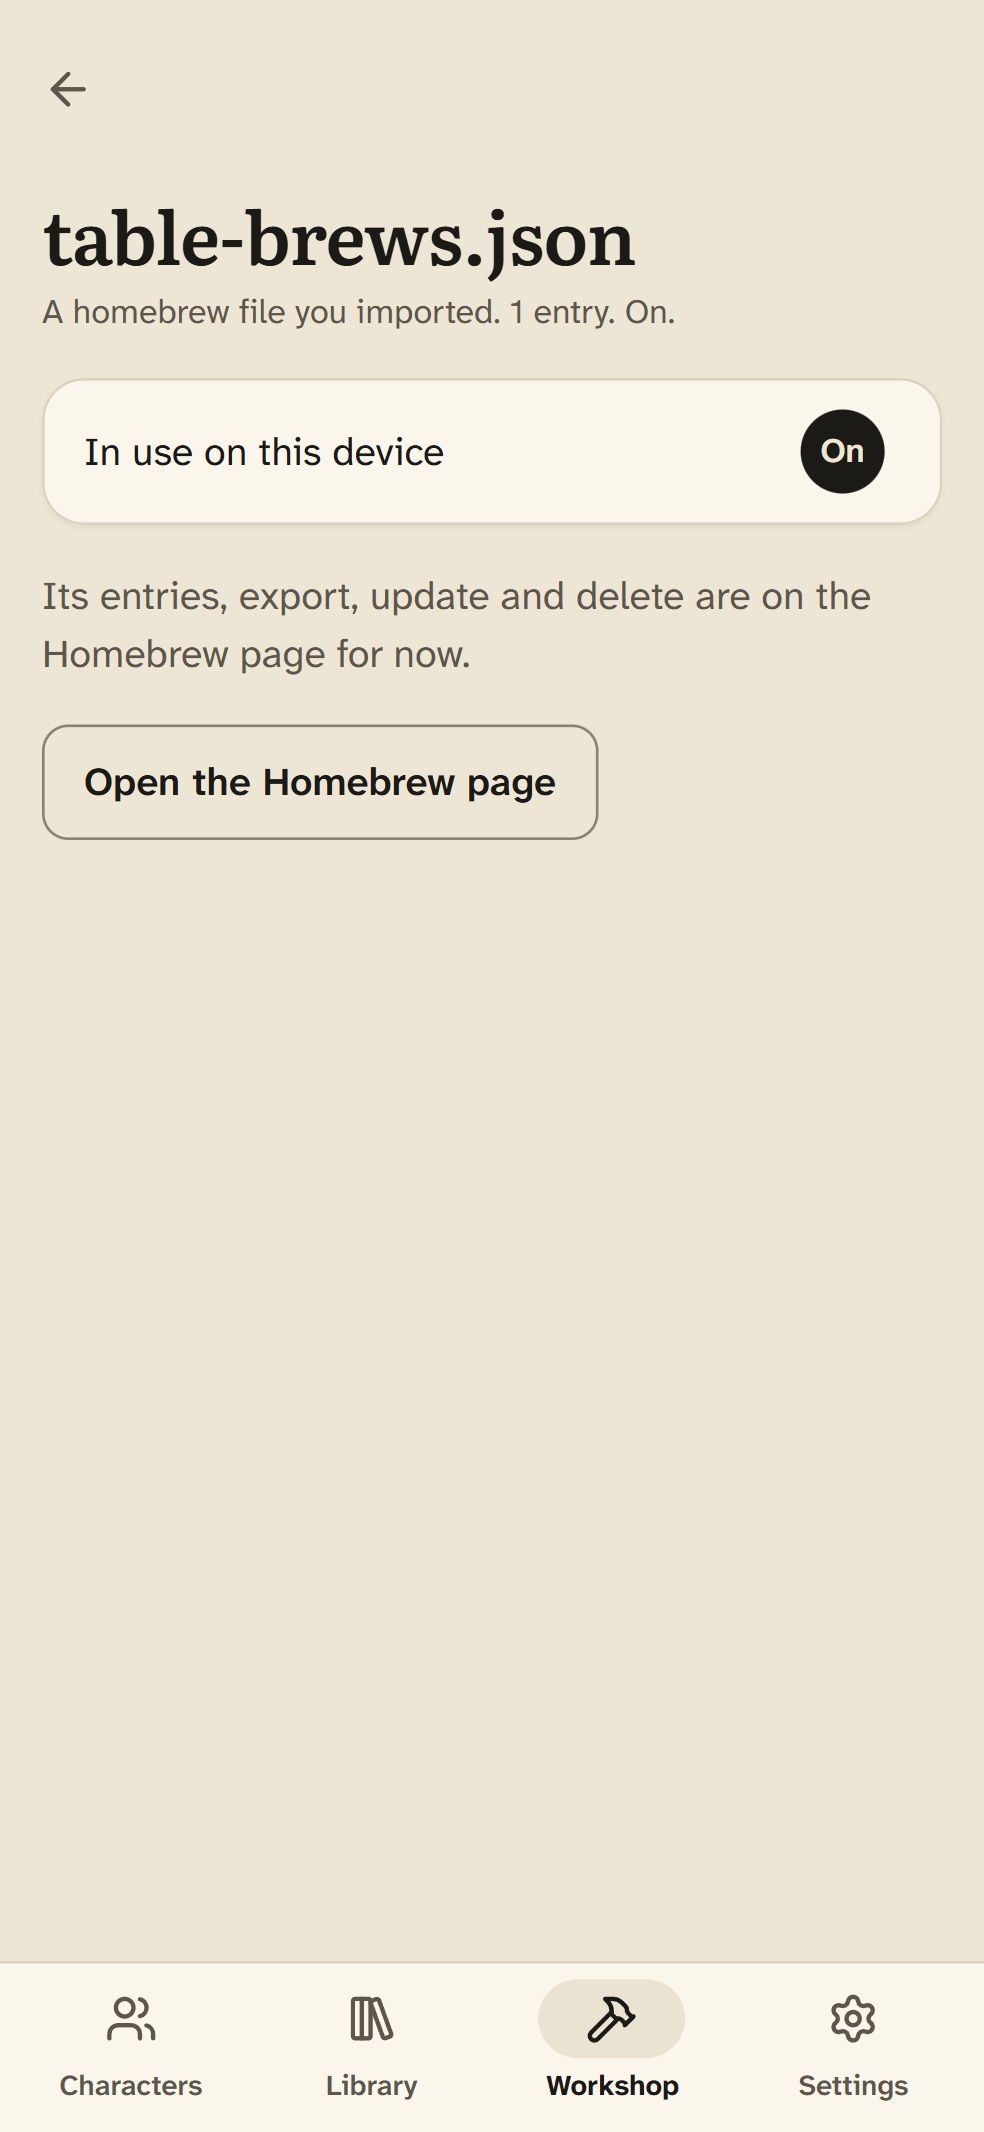 table-brews.json
A homebrew file you imported. 1 entry. On.
In use on this device
On
Its entries, export, update and delete are on the
Homebrew page for now.
Open the Homebrew page
Characters
Library
Workshop
Settings